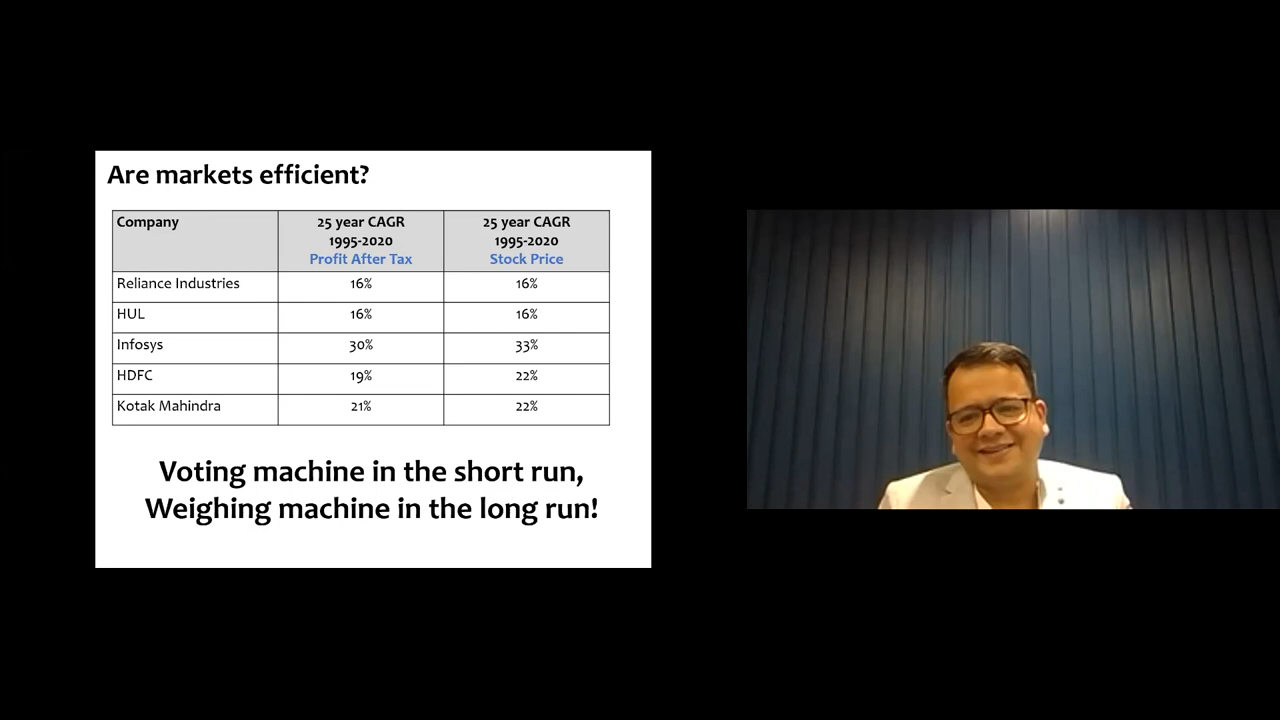 Are markets efficient?
Company
25 year CAGR
1995-2020
Profit After Tax
25 year CAGR
1995-2020
Stock Price
Reliance Industries 16% 16%
HUL 16% 16%
Infosys 30% 33%
HDFC 19% 22%
Kotak Mahindra 21% 22%
Voting machine in the short run,
Weighing machine in the long run!